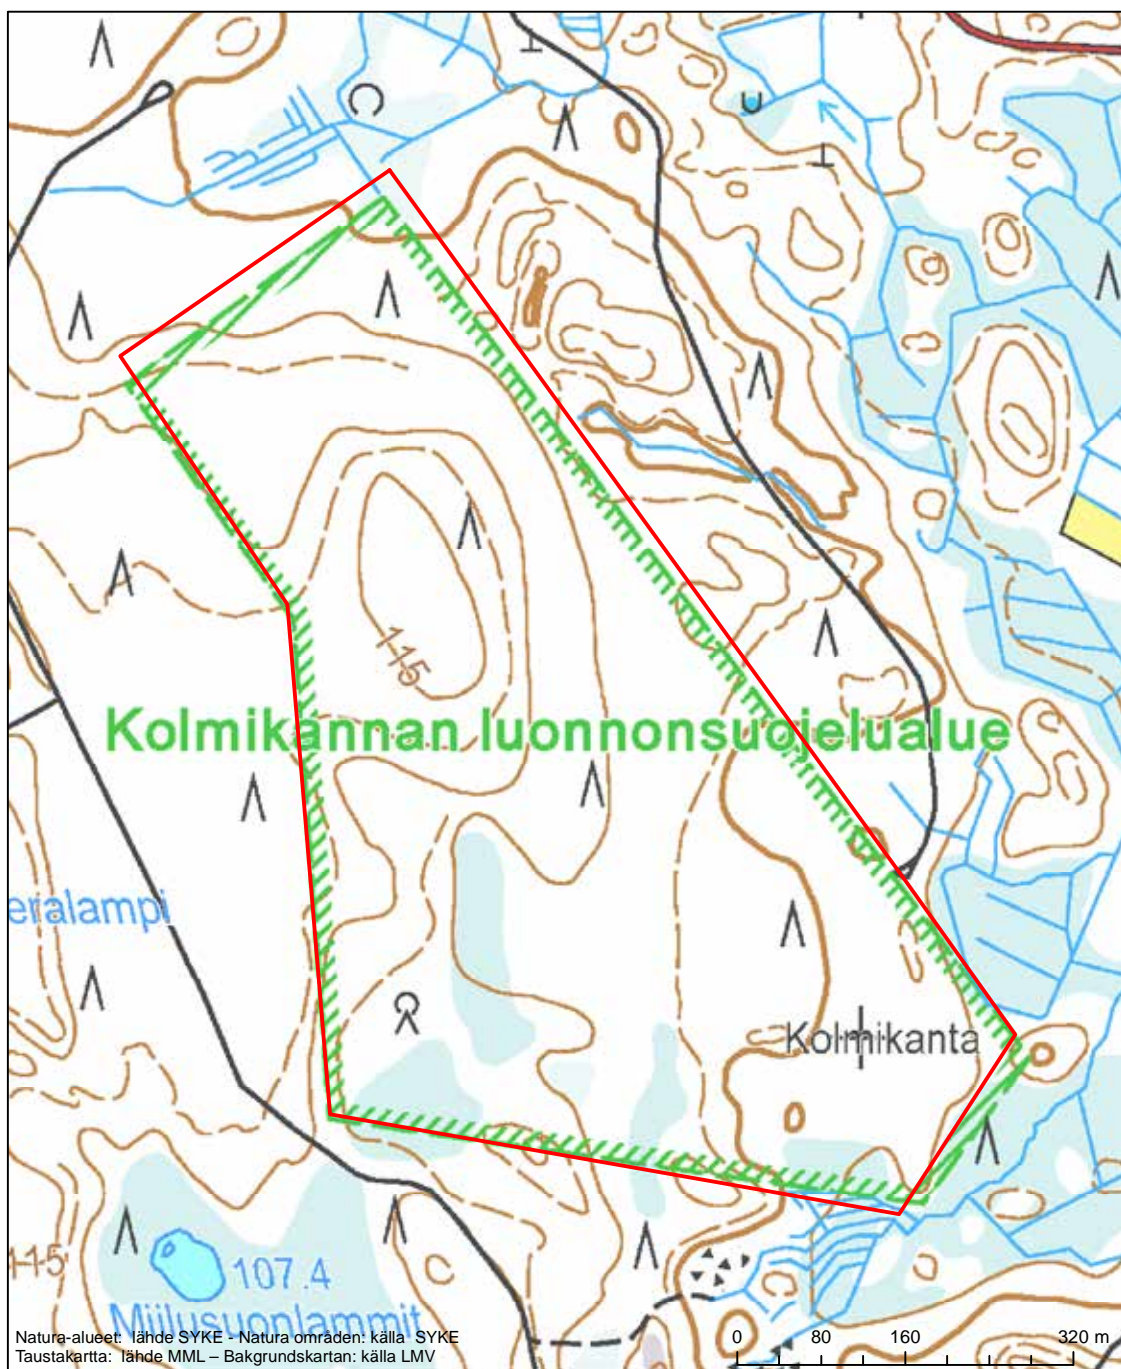 115
Kolmikannan luonnonsuojelualue
eralampi
Kolmikanta
115
107.4
Miilusuonlammit
Natura-alueet: lähde SYKE - Natura områden: källa SYKE
Taustakartta: lähde MML – Bakgrundskartan: källa LMV
0 80 160 320 m